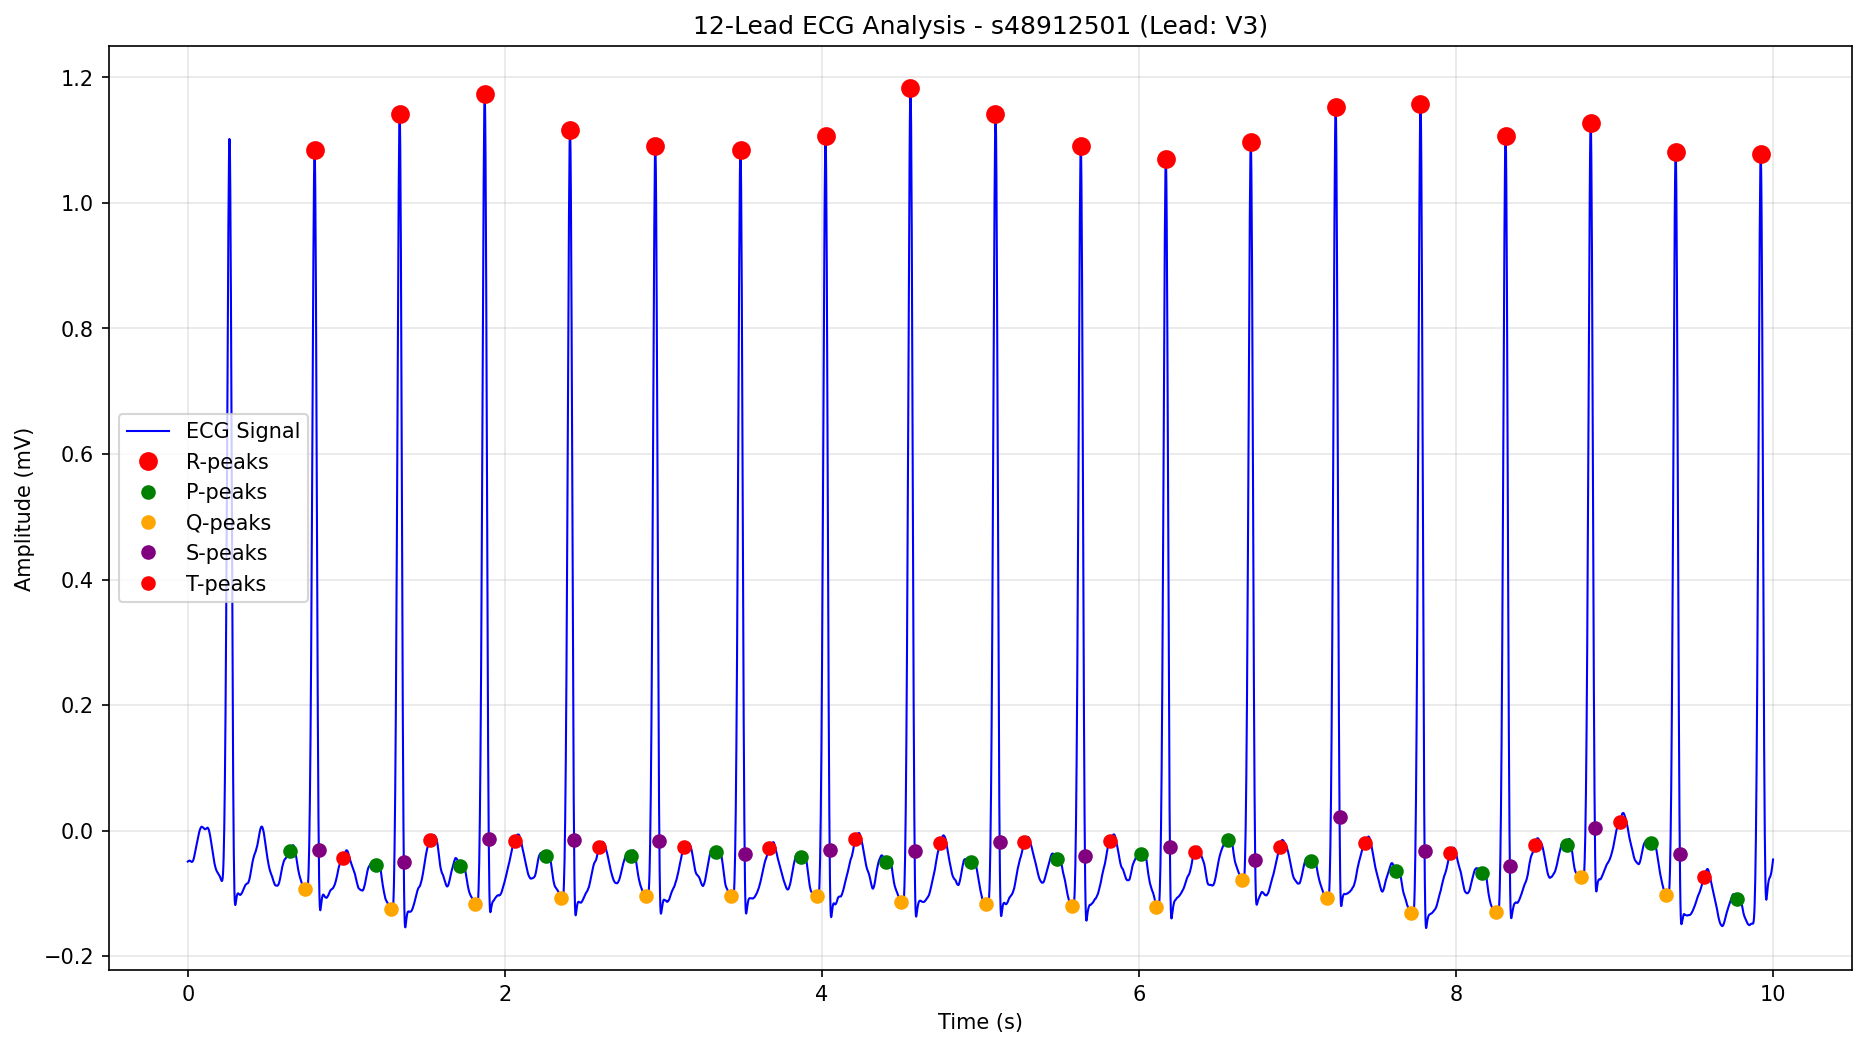 12-Lead ECG Analysis - s48912501 (Lead: V3)
1.2
1.0
0.8
0.6
0.4
0.2
0.0
−0.2
Amplitude (mV)
ECG Signal
R-peaks
P-peaks
Q-peaks
S-peaks
T-peaks
0 2 4 6 8 10
Time (s)